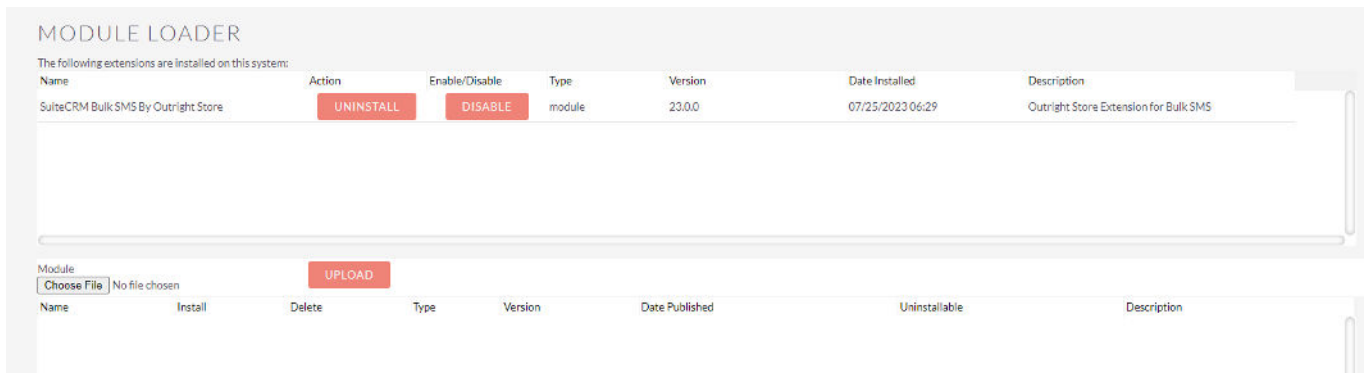 MODULE LOADER
The following extensions are installed on this system:
Name Action Enable/Disable Type Version Date Installed Description
SuiteCRM Bulk SMS By Outright Store UNINSTALL DISABLE module 23.0.0 07/25/2023 06:29 Outright Store Extension for Bulk SMS
Module
UPLOAD
Choose File No file chosen
Name Install Delete Type Version Date Published Uninstallable Description